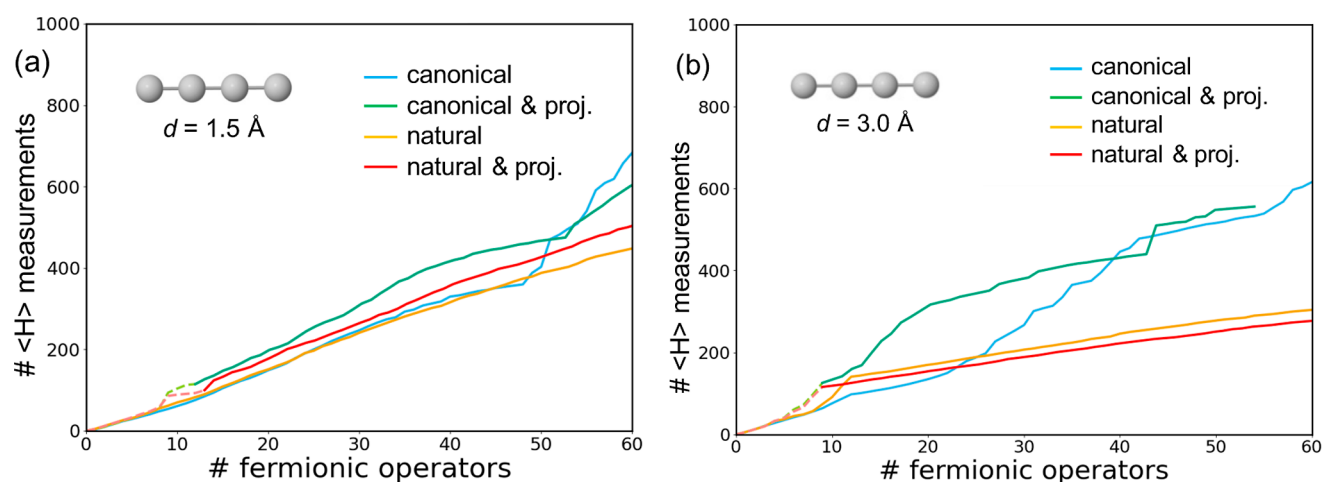 (a)
1000
800
600
400
200
0
# <H> measurements
d = 1.5 Å
canonical
canonical & proj.
natural
natural & proj.
0 10 20 30 40 50 60
# fermionic operators
(b)
1000
800
600
400
200
0
# <H> measurements
d = 3.0 Å
canonical
canonical & proj.
natural
natural & proj.
0 10 20 30 40 50 60
# fermionic operators